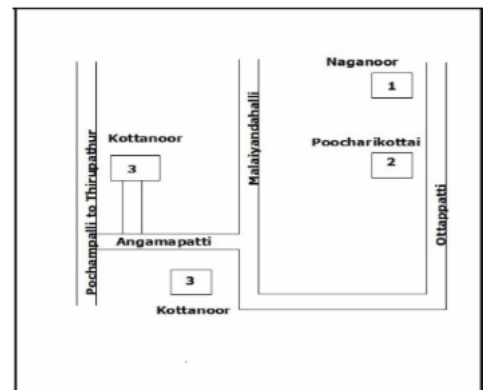 Naganoor
1
Kottanoor
3
Poocharikottai
2
Pochampalli to Thirupathur
Malaiyandahalli
Ottappatti
Angamapatti
3
Kottanoor